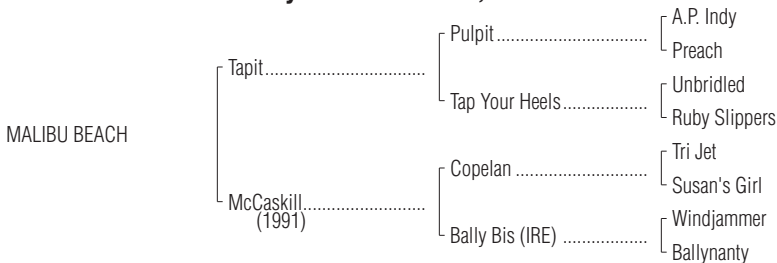 Pulpit
A.P. Indy
Preach
Tapit
Tap Your Heels
Unbridled
Ruby Slippers
MALIBU BEACH
McCaskill
(1991)
Copelan
Tri Jet
Susan's Girl
Bally Bis (IRE)
Windjammer
Ballynanty